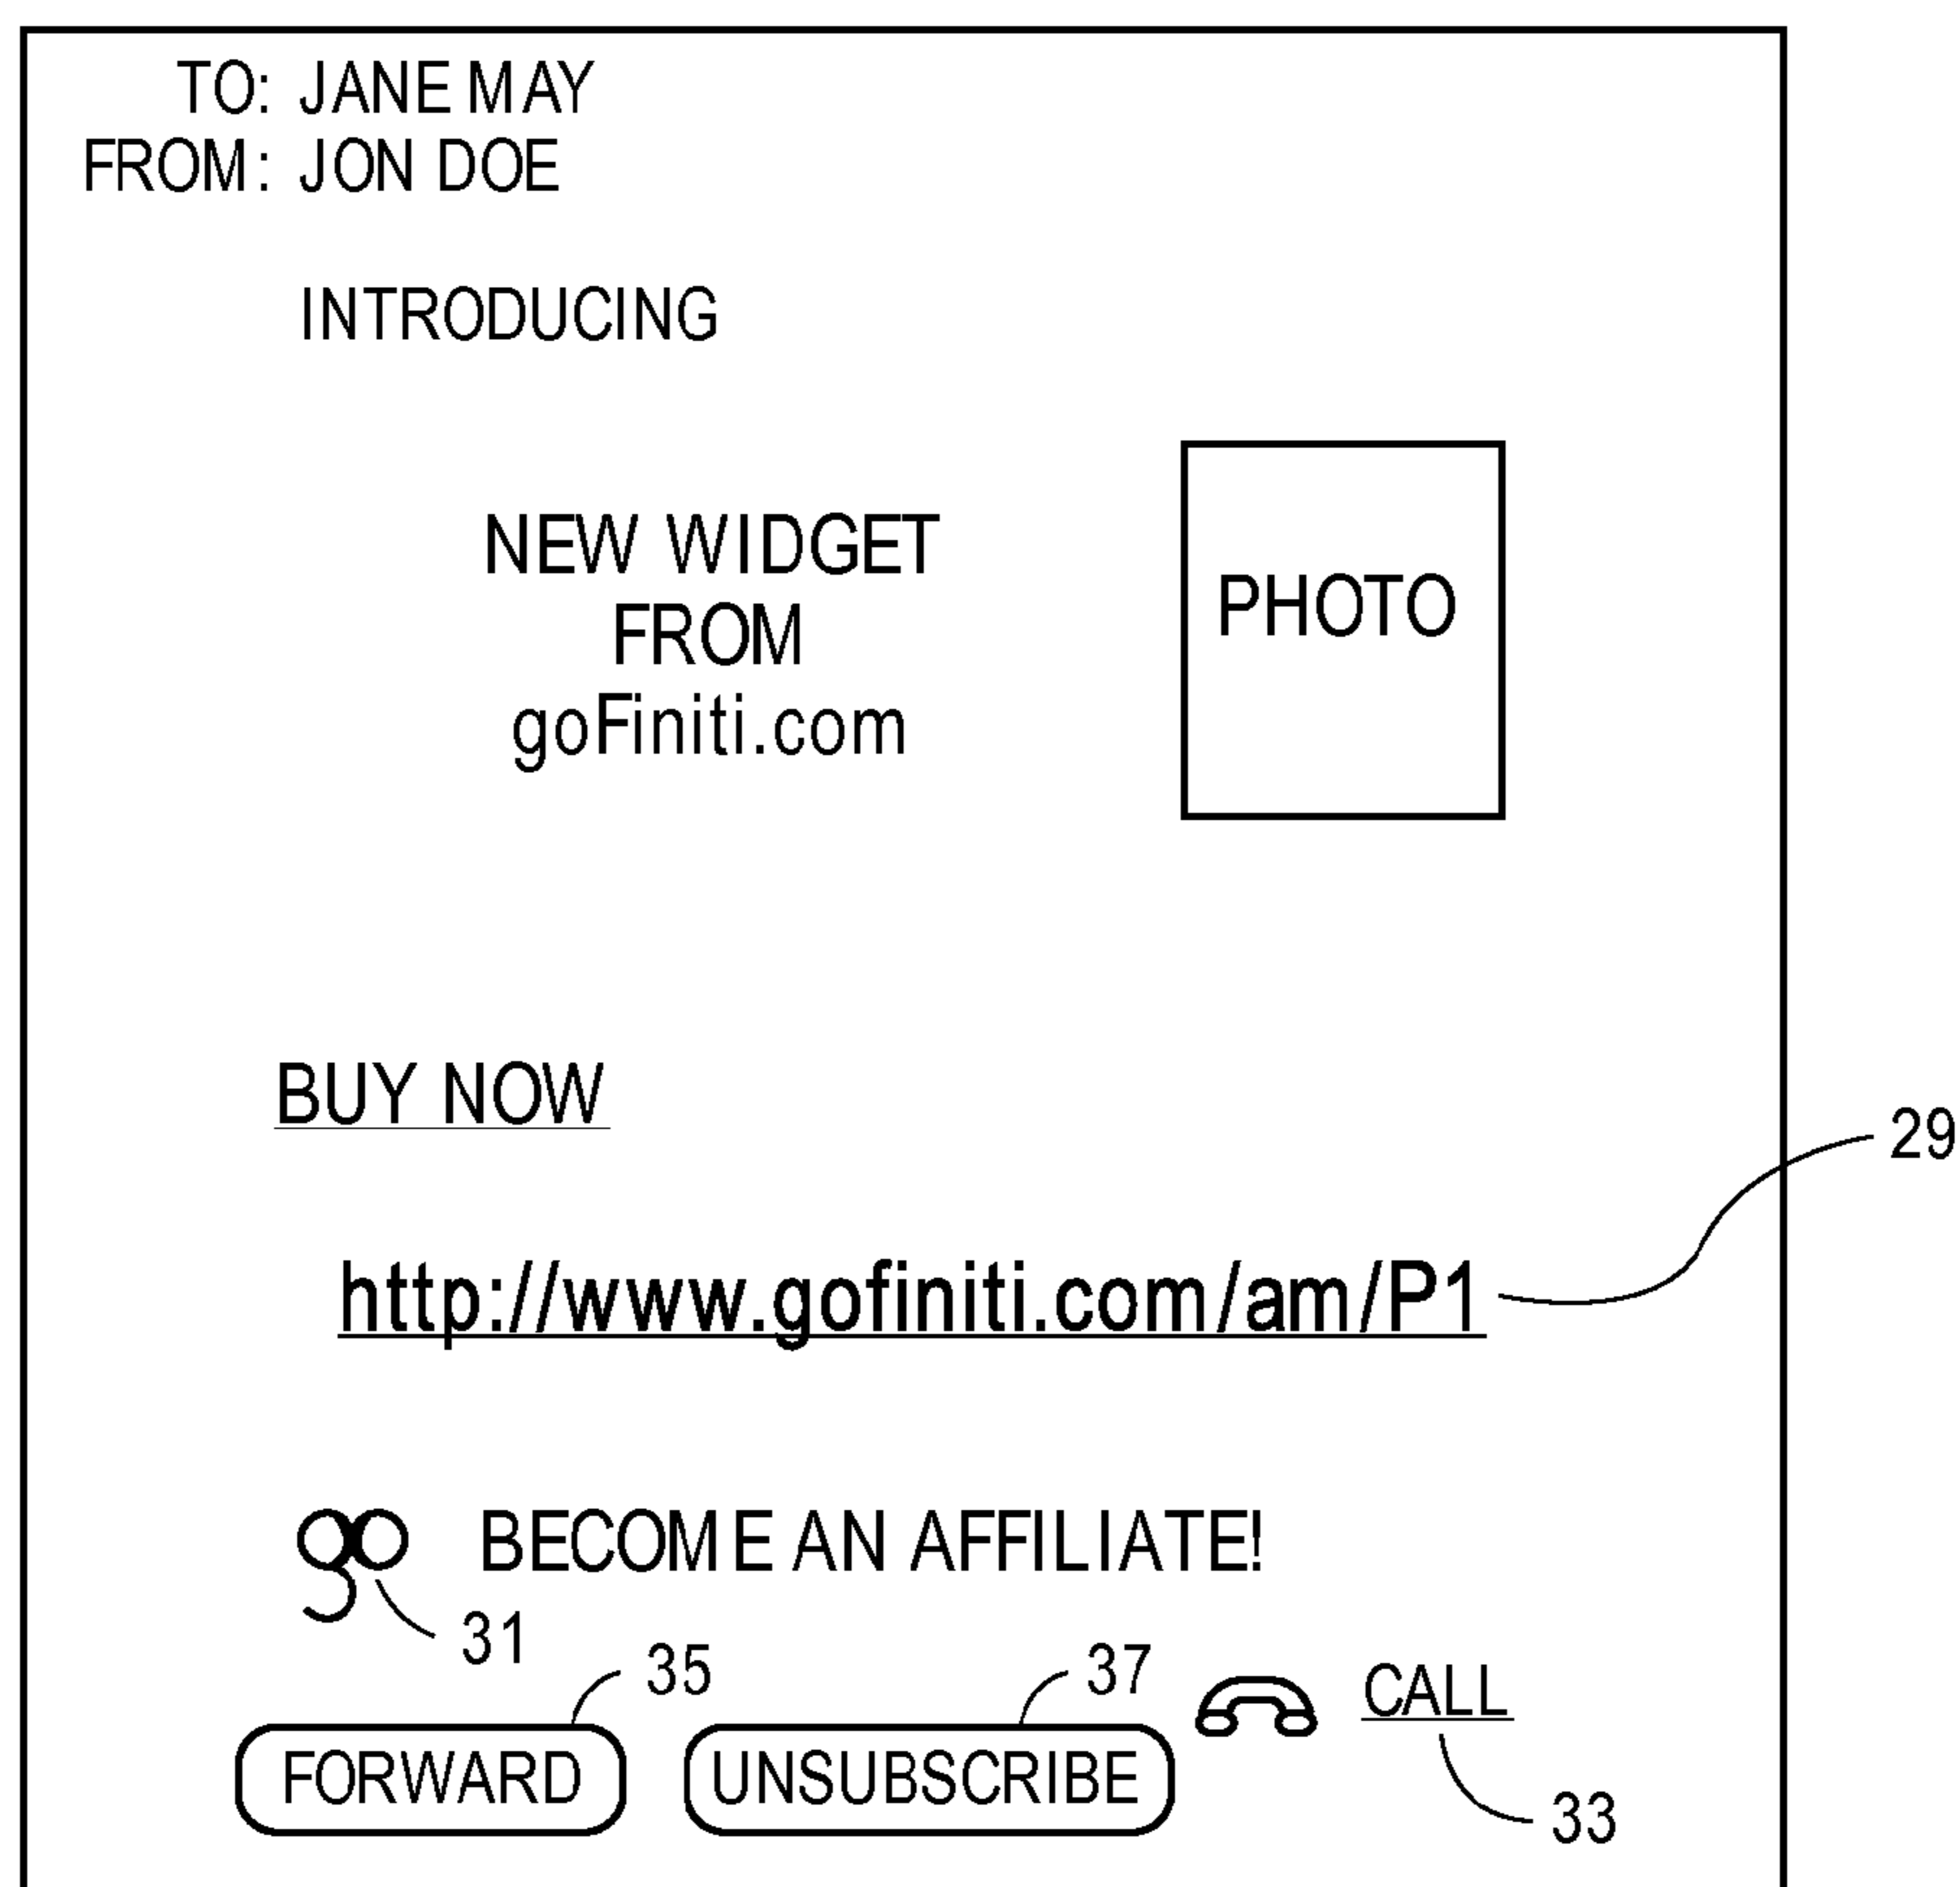 TO: JANE MAY
FROM: JON DOE
INTRODUCING
NEW WIDGET
FROM
goFiniti.com
PHOTO
BUY NOW
29
http://www.gofiniti.com/am/P1
go BECOME AN AFFILIATE!
31
35
37
CALL
FORWARD
UNSUBSCRIBE
33